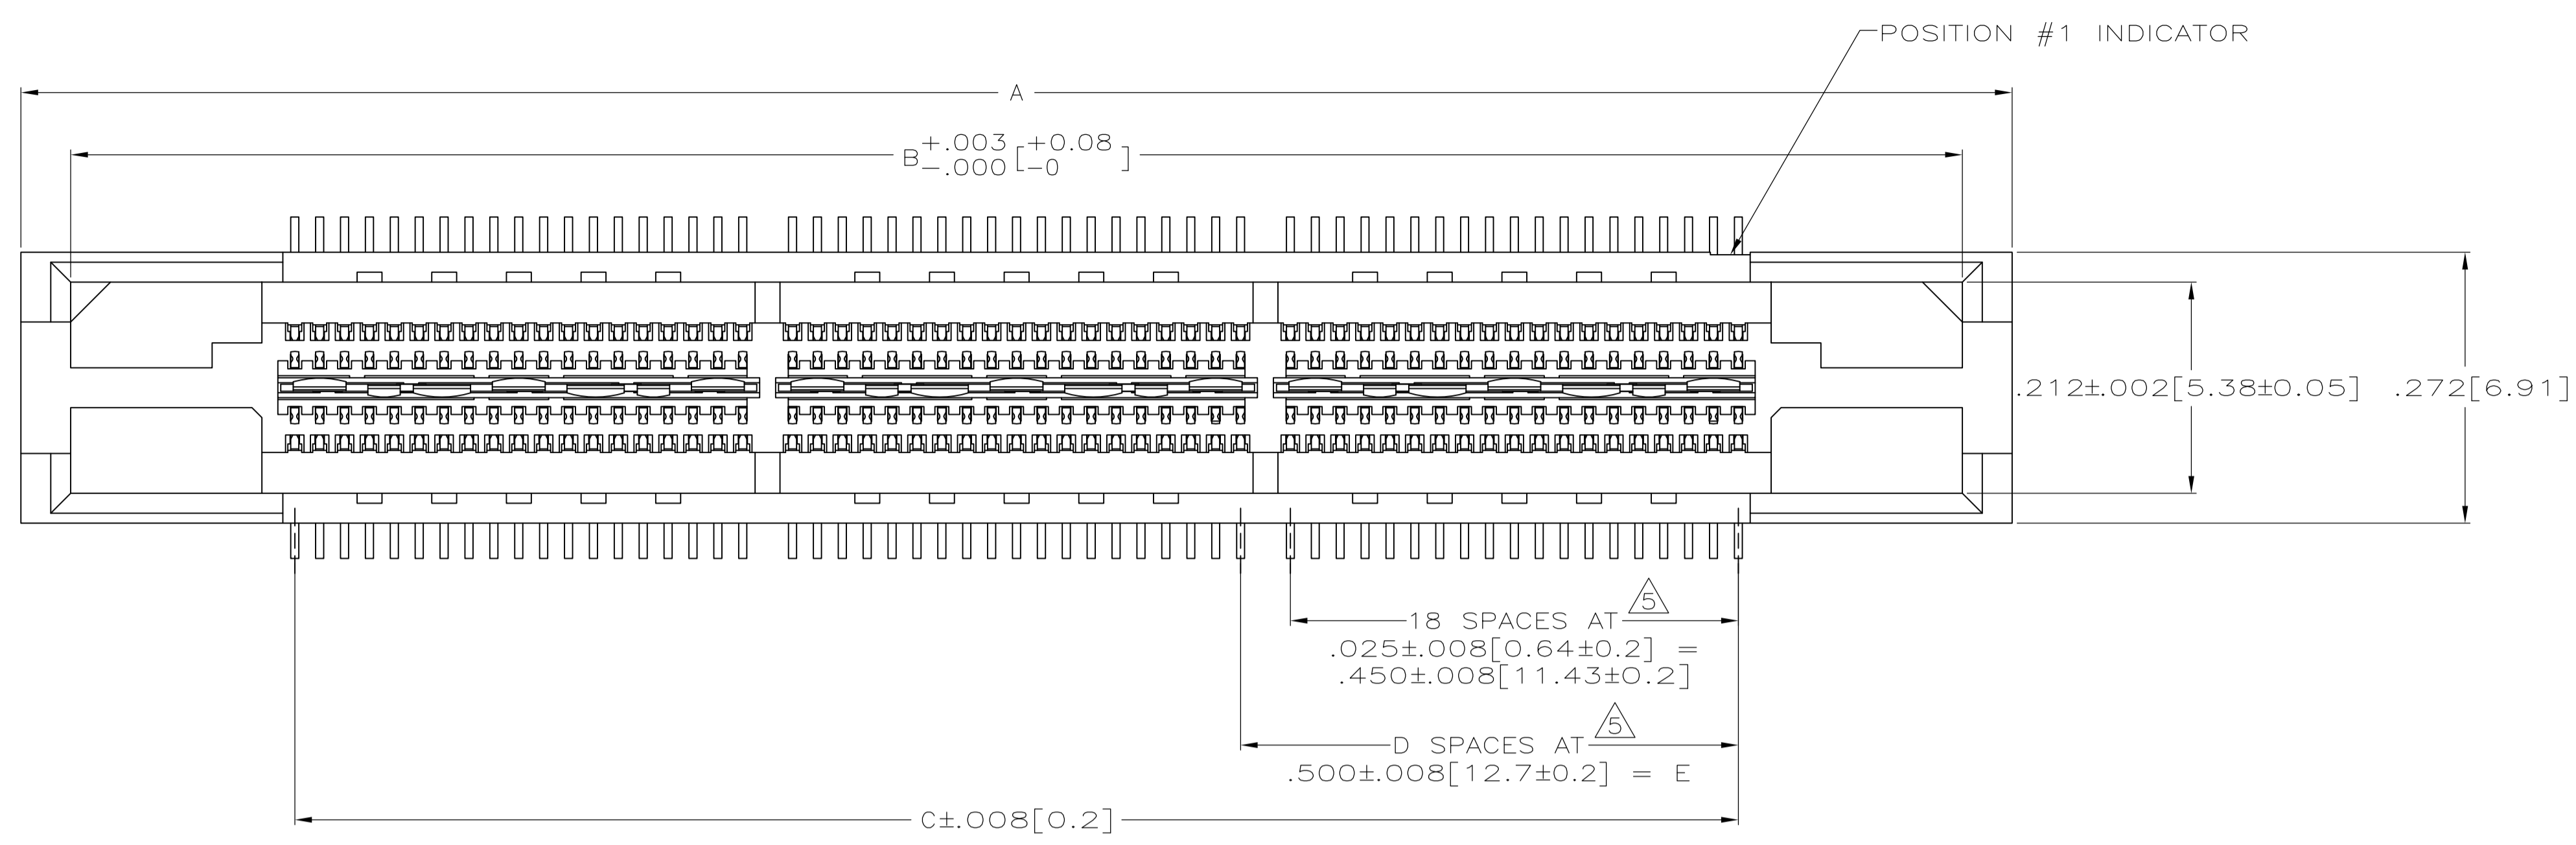 POSITION #1 INDICATOR
A
B +.003 -.000 [ +0.08 -0 ]
.212±.002[5.38±0.05]
.272[6.91]
5
18 SPACES AT
.025±.008[0.64±0.2] =
.450±.008[11.43±0.2]
5
D SPACES AT
.500±.008[12.7±0.2] = E
C±.008[0.2]